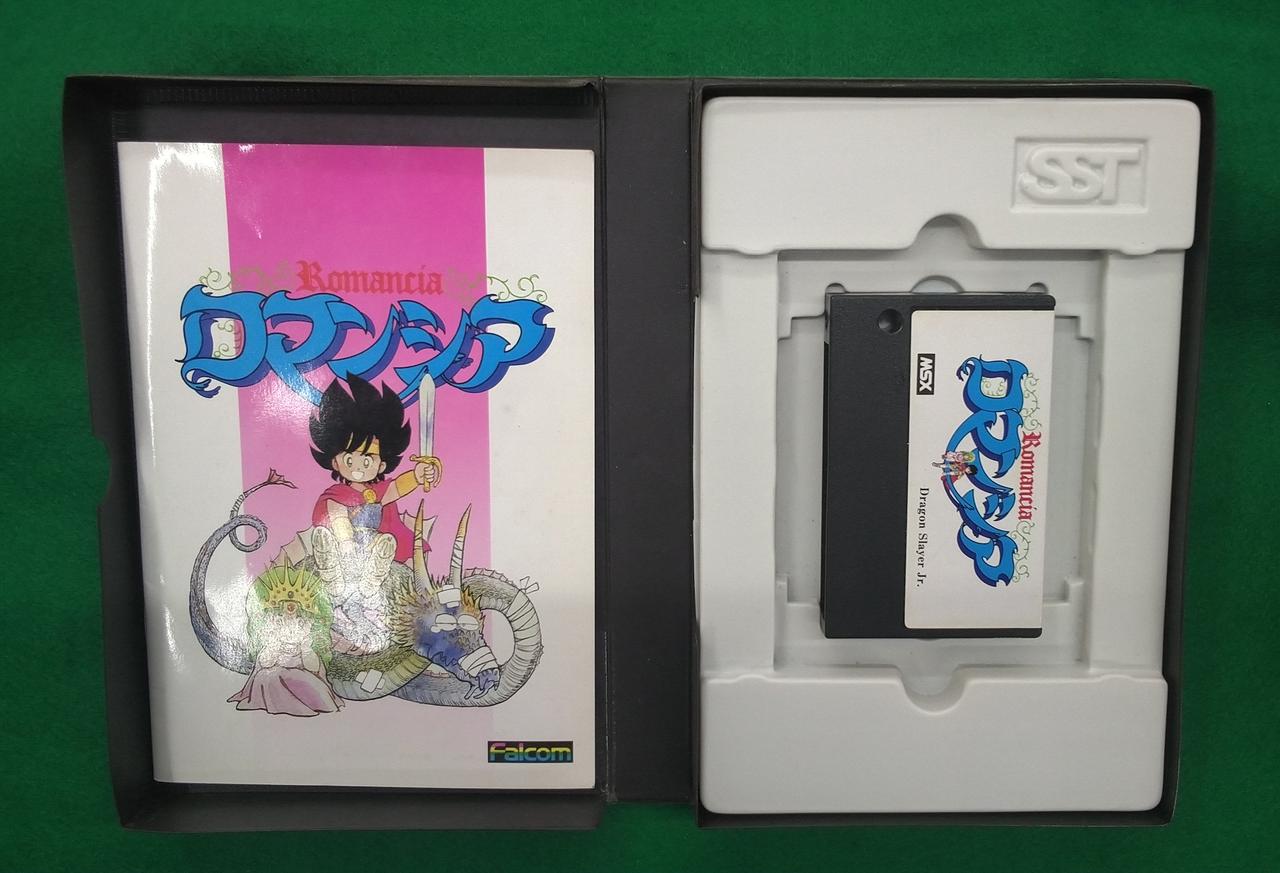 Romancia
ロマンシア
Falcom
SST
MSX
Romancia
ロマンシア
Dragon Slayer Jr.